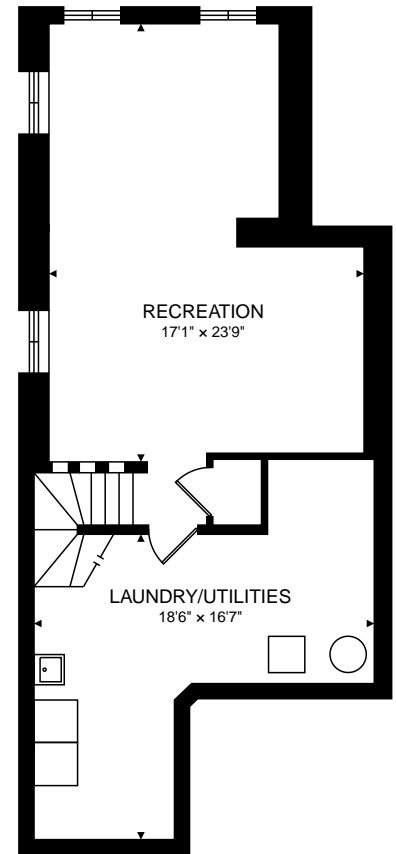 RECREATION
17'1" × 23'9"
LAUNDRY/UTILITIES
18'6" × 16'7"